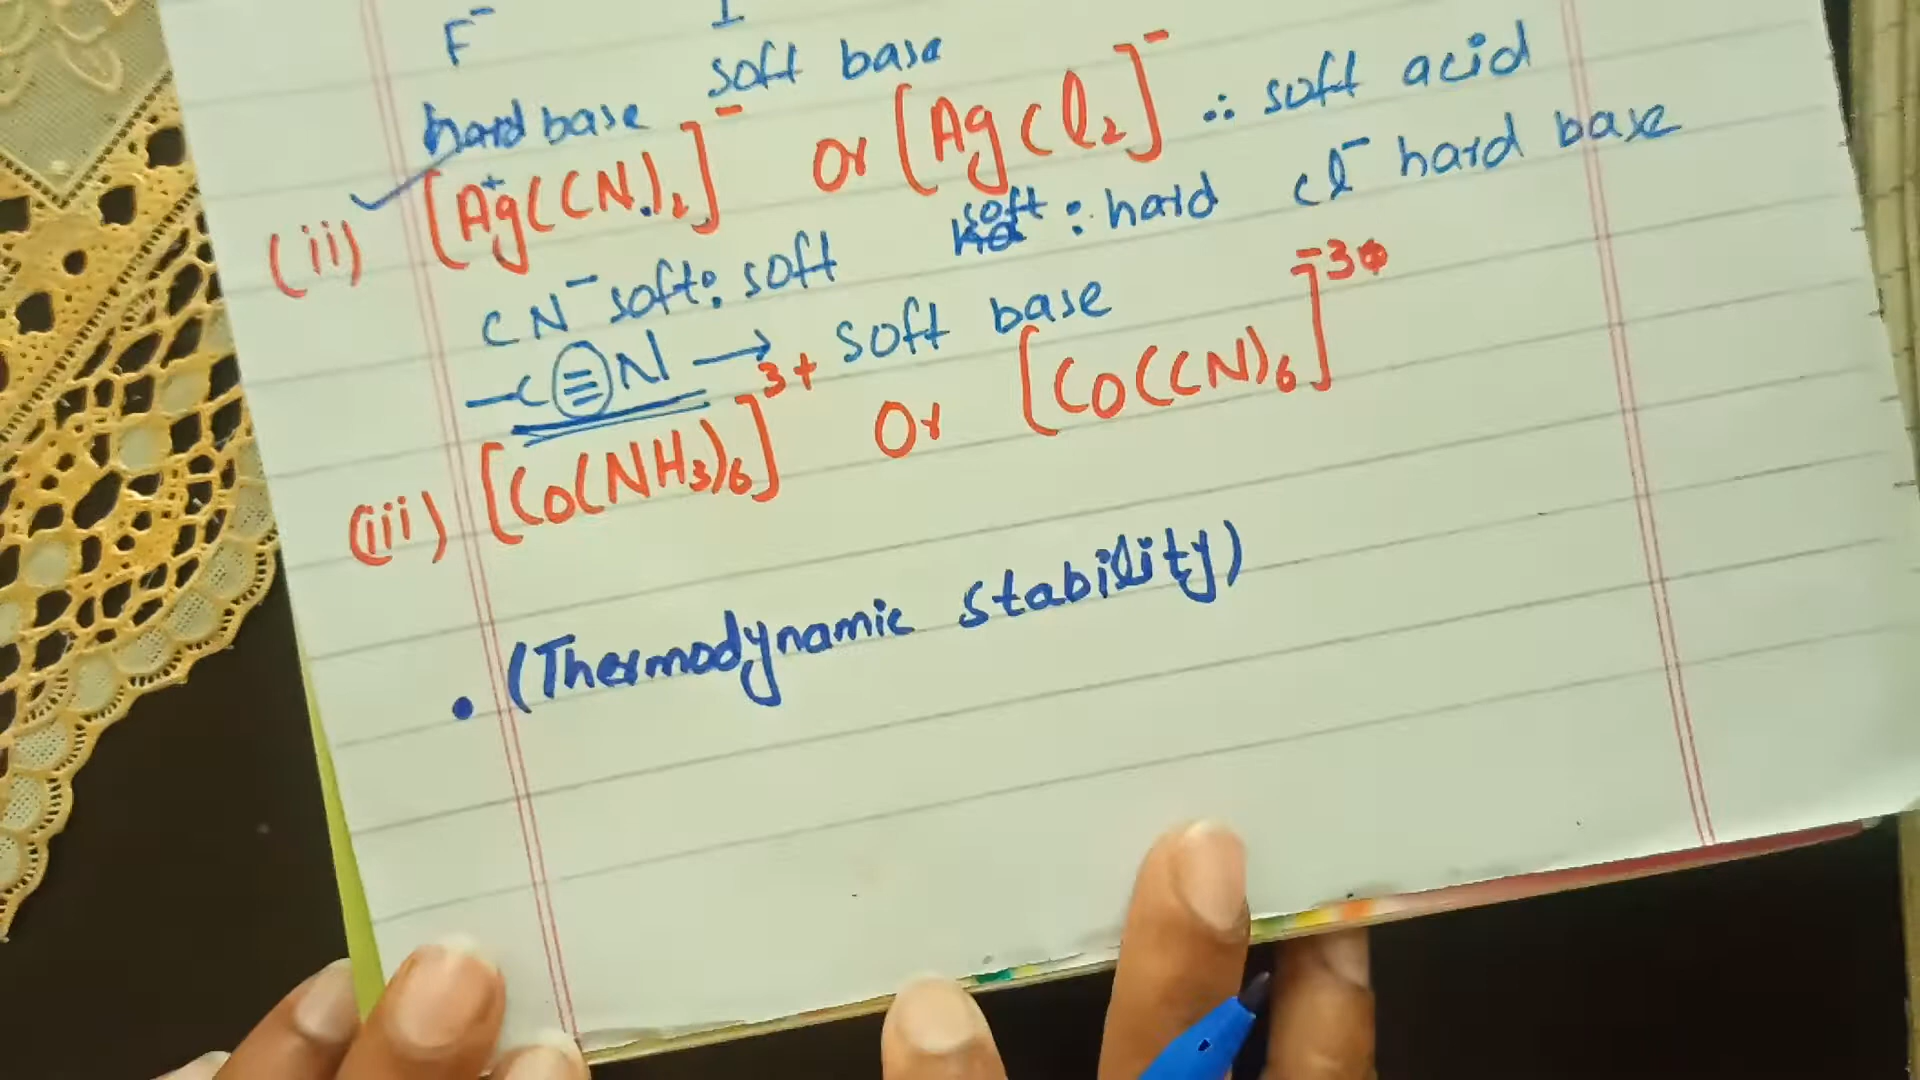 F⁻ I
hard base soft base
(ii) [Ag⁺(CN)₂]⁻ or [AgCl₂]⁻ ∴ soft acid
CN⁻ soft : soft soft : hard Cl⁻ hard base
–C≡N → soft base
(iii) [Co(NH₃)₆]³⁺ or [Co(CN)₆]⁻³
• (Thermodynamic stability)